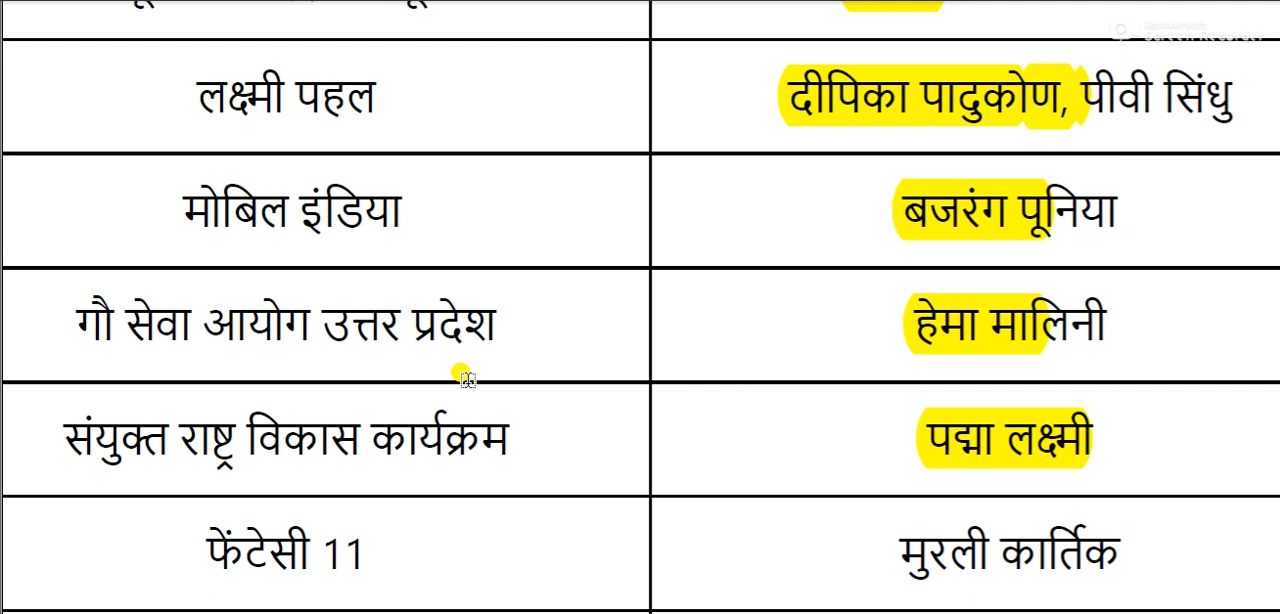 लक्ष्मी पहल दीपिका पादुकोण, पीवी सिंधु
मोबिल इंडिया बजरंग पूनिया
गौ सेवा आयोग उत्तर प्रदेश हेमा मालिनी
संयुक्त राष्ट्र विकास कार्यक्रम पद्मा लक्ष्मी
फेंटेसी 11 मुरली कार्तिक